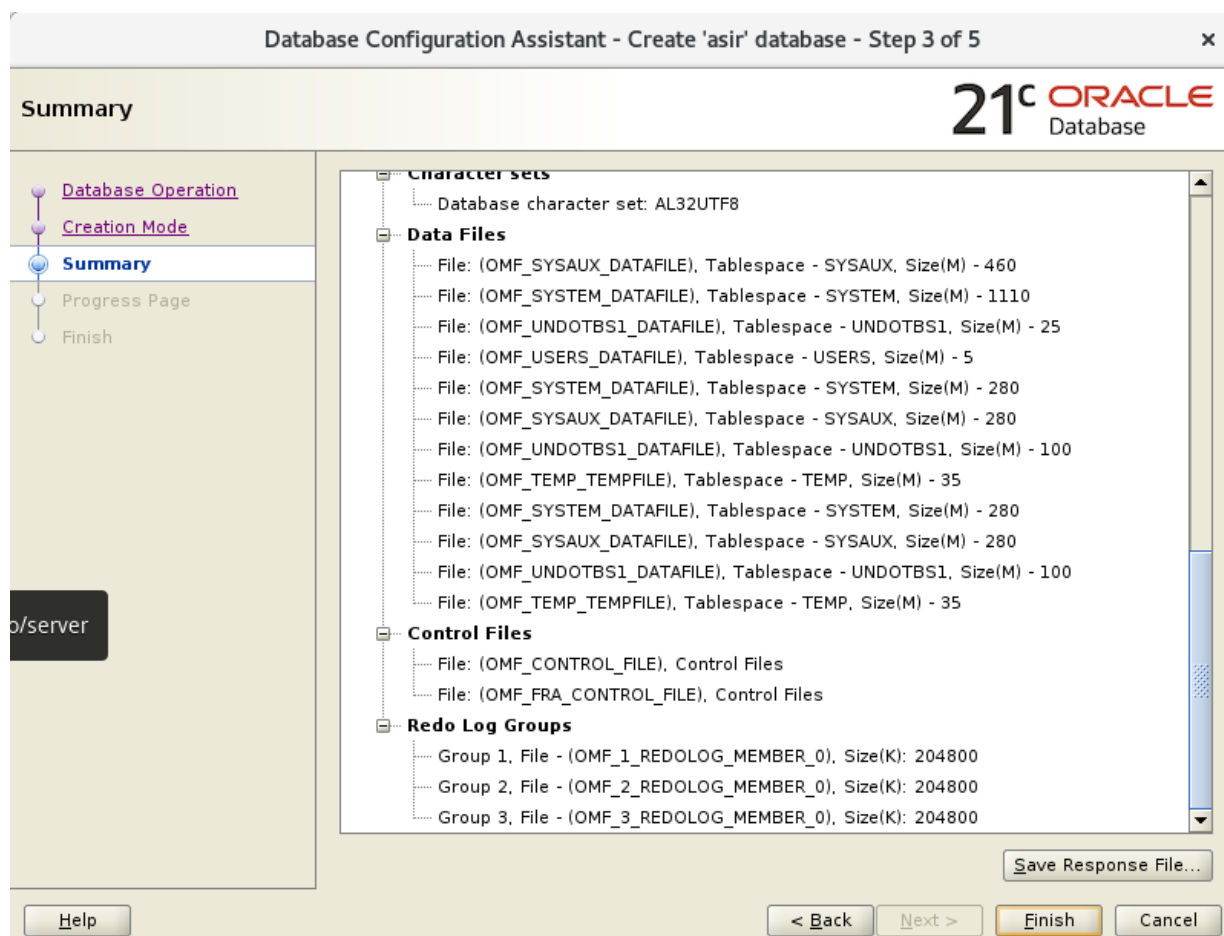 Database Configuration Assistant - Create 'asir' database - Step 3 of 5
×
Summary
21c ORACLE
Database
Database Operation
Creation Mode
Summary
Progress Page
Finish
Character sets
Database character set: AL32UTF8
Data Files
File: (OMF_SYSAUX_DATAFILE), Tablespace - SYSAUX, Size(M) - 460
File: (OMF_SYSTEM_DATAFILE), Tablespace - SYSTEM, Size(M) - 1110
File: (OMF_UNDOTBS1_DATAFILE), Tablespace - UNDOTBS1, Size(M) - 25
File: (OMF_USERS_DATAFILE), Tablespace - USERS, Size(M) - 5
File: (OMF_SYSTEM_DATAFILE), Tablespace - SYSTEM, Size(M) - 280
File: (OMF_SYSAUX_DATAFILE), Tablespace - SYSAUX, Size(M) - 280
File: (OMF_UNDOTBS1_DATAFILE), Tablespace - UNDOTBS1, Size(M) - 100
File: (OMF_TEMP_TEMPFILE), Tablespace - TEMP, Size(M) - 35
File: (OMF_SYSTEM_DATAFILE), Tablespace - SYSTEM, Size(M) - 280
File: (OMF_SYSAUX_DATAFILE), Tablespace - SYSAUX, Size(M) - 280
File: (OMF_UNDOTBS1_DATAFILE), Tablespace - UNDOTBS1, Size(M) - 100
File: (OMF_TEMP_TEMPFILE), Tablespace - TEMP, Size(M) - 35
/server
Control Files
File: (OMF_CONTROL_FILE), Control Files
File: (OMF_FRA_CONTROL_FILE), Control Files
Redo Log Groups
Group 1, File - (OMF_1_REDOLOG_MEMBER_0), Size(K): 204800
Group 2, File - (OMF_2_REDOLOG_MEMBER_0), Size(K): 204800
Group 3, File - (OMF_3_REDOLOG_MEMBER_0), Size(K): 204800
Save Response File...
Help
< Back
Next >
Finish
Cancel